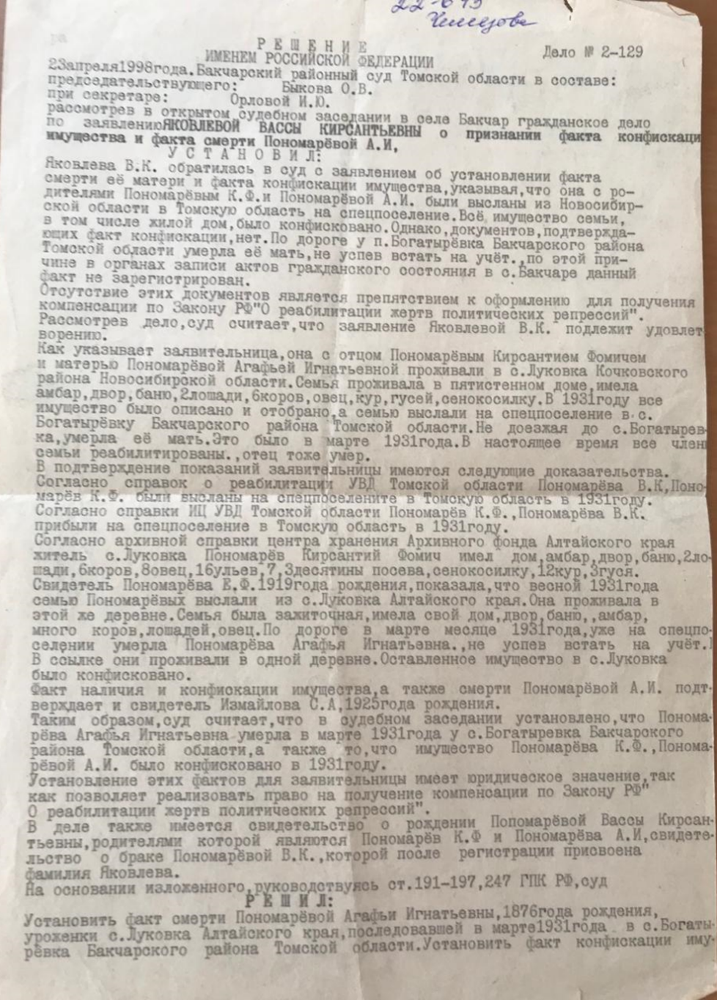 22-619
Чемезова
РЕШЕНИЕ
Дело № 2-129
ИМЕНЕМ РОССИЙСКОЙ ФЕДЕРАЦИИ
23апреля1998года.Бакчарский районный суд Томской области в составе:
председательствующего: Быкова О.В.
при секретаре: Орловой И.Ю.
рассмотрев в открытом судебном заседании в селе Бакчар гражданское дело
по заявлениюЯКОВЛЕВОЙ ВАССЫ КИРСАНТЬЕВНЫ о признании факта конфискаци
имущества и факта смерти Пономарёвой А.И,
УСТАНОВИЛ:
Яковлева В.К. обратилась в суд с заявлением об установлении факта
смерти её матери и факта конфискации имущества,указывая,что она с ро-
дителями Пономарёвым К.Ф.и Пономарёвой А.И. были высланы из Новосибир-
ской области в Томскую область на спецпоселение.Всё имущество семьи,
в том числе жилой дом,было конфисковано.Однако,документов,подтвержда-
ющих факт конфискации,нет.По дороге у п.Богатырёвка Бакчарского района
Томской области умерла её мать,не успев встать на учёт.,по этой при-
чине в органах записи актов гражданского состояния в с.Бакчаре данный
факт не зарегистрирован.
Отсутствие этих документов является препятствием к оформлению для получения
компенсации по Закону РФ"О реабилитации жертв политических репрессий".
Рассмотрев дело,суд считает,что заявление Яковлевой В.К. подлежит удовлет
ворению.
Как указывает заявительница,она с отцом Пономарёвым Кирсантием Фомичем
и матерью Пономарёвой Агафьей Игнатьевной проживали в с.Луковка Кочковского
района Новосибирской области.Семья проживала в пятистенном доме,имела
амбар,двор,баню,2лошади,6коров,овец,кур,гусей,сенокосилку.В 1931году все
имущество было описано и отобрано,а семью выслали на спецпоселение в с.
Богатырёвку Бакчарского района Томской области.Не доезжая до с.Богатырев-
ка,умерла её мать.Это было в марте 1931года.В настоящее время все член
семьи реабилитированы.,отец тоже умер.
В подтверждение показаний заявительницы имеются следующие доказательства.
Согласно справок о реабилитации УВД Томской области Пономарёва В.К,Поно-
марёв К.Ф. были высланы на спецпоселените в Томскую область в 1931году.
Согласно справки ИЦ УВД Томской области Пономарёв К.Ф.,Пономарёва В.К.
прибыли на спецпоселение в Томскую область в 1931году.
Согласно архивной справки центра хранения Архивного фонда Алтайского края
житель с.Луковка Пономарёв Кирсантий Фомич имел дом,амбар,двор,баню,2ло-
шади,6коров,8овец,16ульев,7,3десятины посева,сенокосилку,12кур,3гуся.
Свидетель Пономарёва Е.Ф.1919года рождения,показала,что весной 1931года
семью Пономарёвых выслали из с.Луковка Алтайского края.Она проживала в
этой же деревне.Семья была зажиточная,имела свой дом,двор,баню,,амбар,
много коров,лошадей,овец.По дороге в марте месяце 1931года,уже на спецпо-
селении умерла Пономарёва Агафья Игнатьевна.,не успев встать на учёт.
В ссылке они проживали в одной деревне.Оставленное имущество в с.Луковка
было конфисковано.
Факт наличия и конфискации имущества,а также смерти Пономарёвой А.И. подт-
верждает и свидетель Измайлова С.А,1925года рождения.
Таким образом,суд считает,что в судебном заседании установлено,что Понома-
рёва Агафья Игнатьевна умерла в марте 1931года у с.Богатыревка Бакчарского
района Томской области,а также то,что имущество Пономарёва К.Ф.,Понома-
рёвой А.И. было конфисковано в 1931году.
Установление этих фактов для заявительницы имеет юридическое значение,так
как позволяет реализовать право на получение компенсации по Закону РФ"
О реабилитации жертв политических репрессий".
В деле также имеется свидетельство о рождении Попомарёвой Вассы Кирсан-
тьевны,родителями которой являются Пономарёв К.Ф и Пономарёва А.И,свидете-
льство о браке Пономарёвой В.К.,которой после регистрации присвоена
фамилия Яковлева.
На основании изложенного,руководствуясь ст.191-197,247 ГПК РФ,суд
РЕШИЛ:
Установить факт смерти Пономарёвой Агафьи Игнатьевны,1876года рождения,
уроженки с.Луковка Алтайского края,последовавшей в марте1931года в с.Богаты-
рёвка Бакчарского района Томской области.Установить факт конфискации иму-